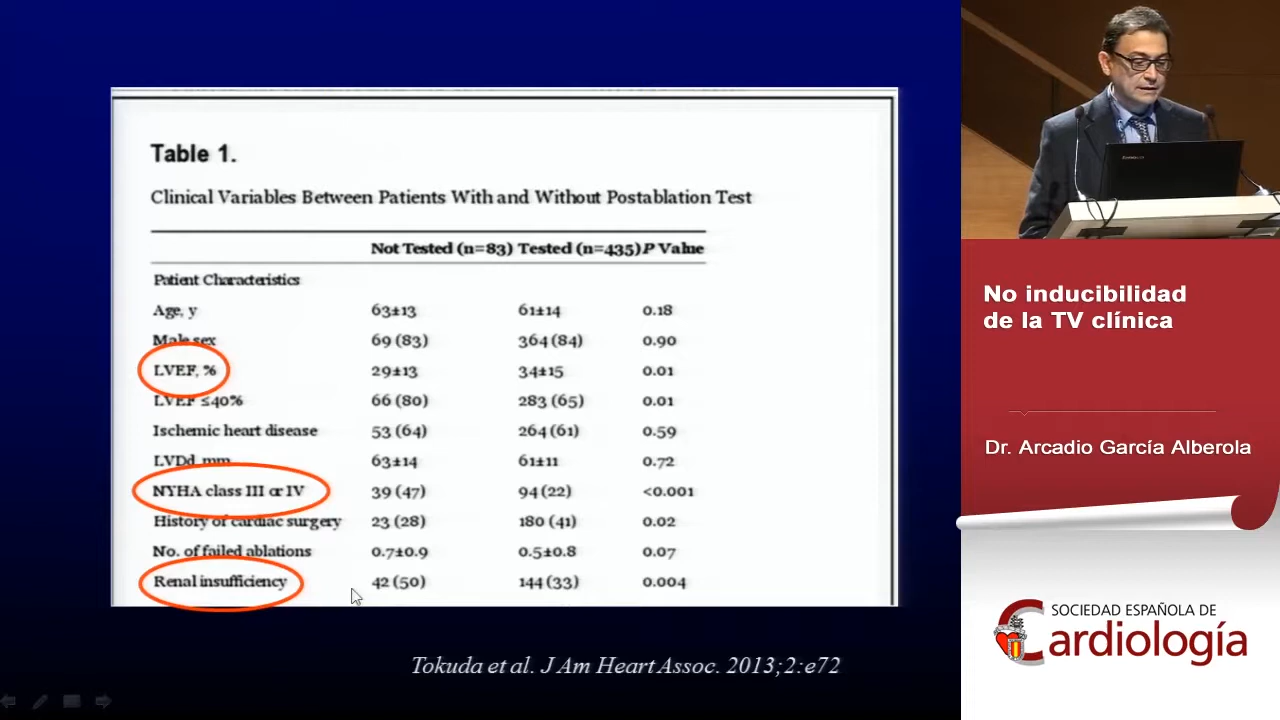 Table 1.
Clinical Variables Between Patients With and Without Postablation Test
Not Tested (n=83) Tested (n=435) P Value
Patient Characteristics
Age, y 63±13 61±14 0.18
Male sex 69 (83) 364 (84) 0.90
LVEF, % 29±13 34±15 0.01
LVEF ≤40% 66 (80) 283 (65) 0.01
Ischemic heart disease 53 (64) 264 (61) 0.59
LVDd, mm 63±14 61±11 0.72
NYHA class III or IV 39 (47) 94 (22) <0.001
History of cardiac surgery 23 (28) 180 (41) 0.02
No. of failed ablations 0.7±0.9 0.5±0.8 0.07
Renal insufficiency 42 (50) 144 (33) 0.004
Tokuda et al. J Am Heart Assoc. 2013;2:e72
No inducibilidad
de la TV clínica
Dr. Arcadio García Alberola
SOCIEDAD ESPAÑOLA DE
Cardiología